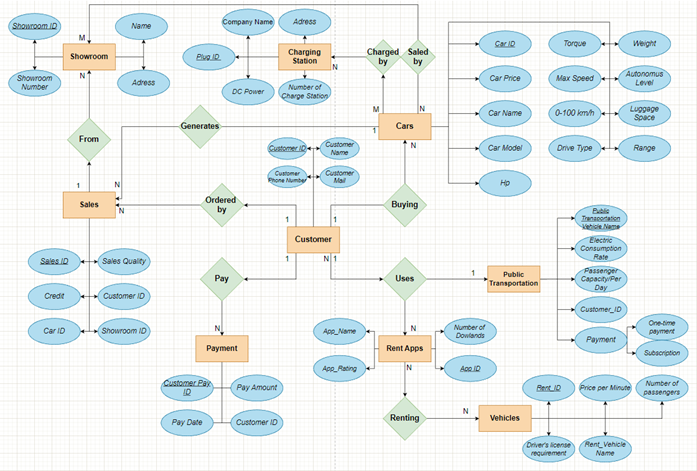 Showroom ID
Name
Showroom
Showroom
Number
Adress
M
N
Company Name
Adress
Plug ID
Charging
Station
N
DC Power
Number of
Charge Station
Charged
by
Saled
by
M
N
1
Cars
N
Car ID
Car Price
Car Name
Car Model
Hp
Torque
Weight
Max Speed
Autonomus
Level
0-100 km/h
Luggage
Space
Drive Type
Range
From
Generates
1
N
N
Sales
Ordered
by
Customer ID
Customer
Name
Customer
Phone Number
Customer
Mail
Buying
1
1
Customer
1
N
1
Sales ID
Sales Quality
Credit
Customer ID
Car ID
Showroom ID
Pay
N
Payment
Customer Pay
ID
Pay Amount
Pay Date
Customer ID
Uses
1
Public
Transportation
Public
Transportation
Vehicle Name
Electric
Consumption
Rate
Passenger
Capacity/Per
Day
Customer_ID
Payment
One-time
payment
Subscription
N
App_Name
Number of
Dowlands
Rent Apps
App_Rating
App ID
N
Renting
N
Vehicles
Rent_ID
Price per Minute
Number of
passengers
Driver's license
requirement
Rent_Vehicle
Name